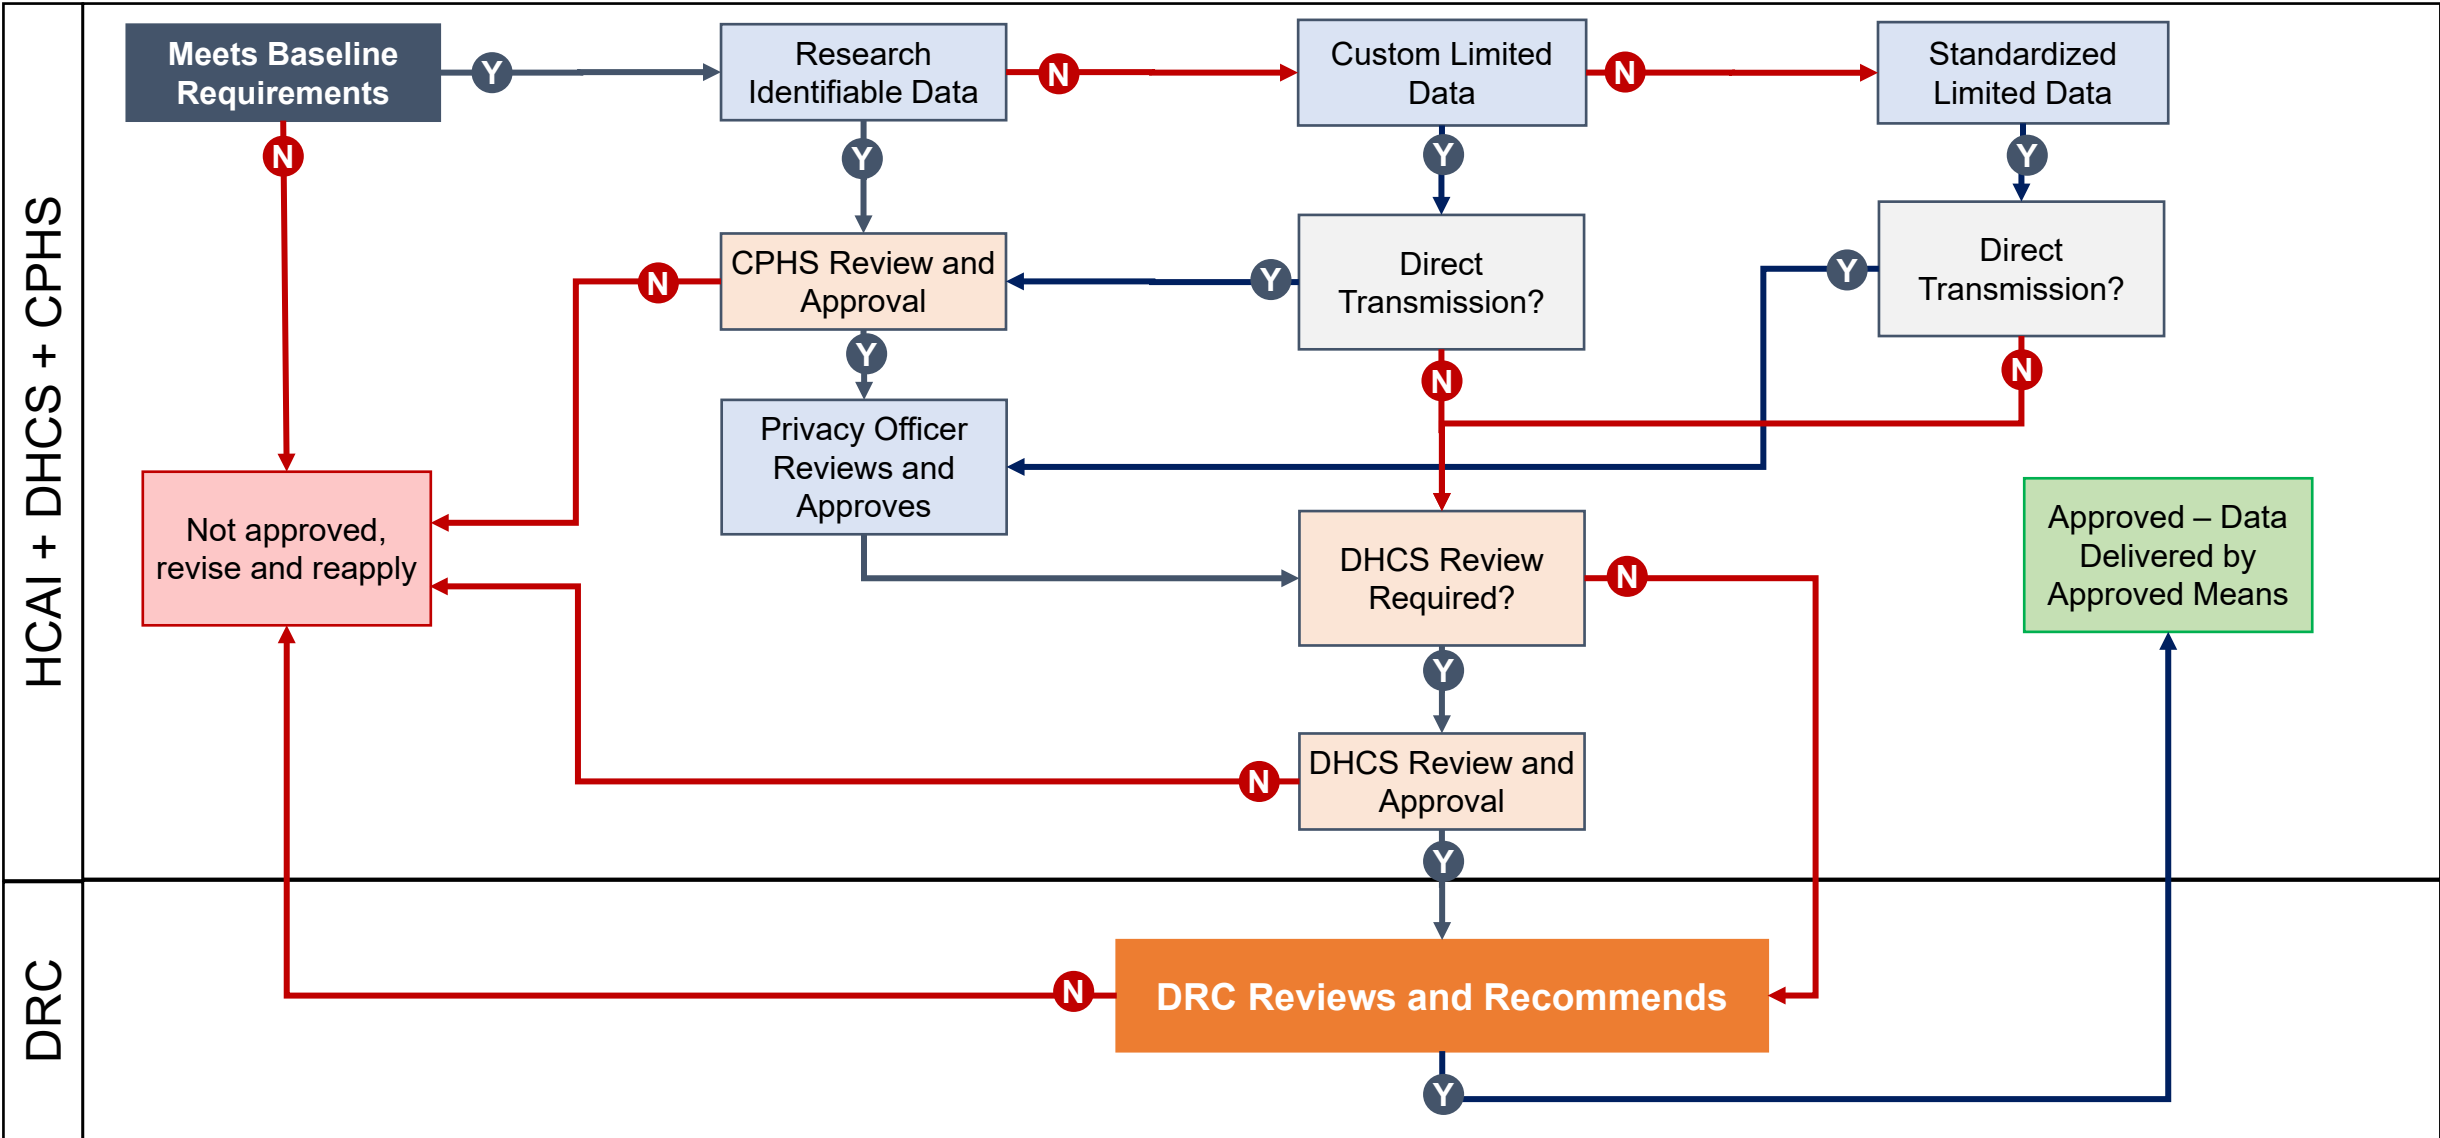 HCAI + DHCS + CPHS
Meets Baseline
Requirements
Y
Research
Identifiable Data
N
Custom Limited
Data
N
Standardized
Limited Data
N
Y
Y
Y
CPHS Review and
Approval
N
Y
Direct
Transmission?
Y
Direct
Transmission?
Y
N
N
Privacy Officer
Reviews and
Approves
Not approved,
revise and reapply
DHCS Review
Required?
N
Approved – Data
Delivered by
Approved Means
Y
DHCS Review and
Approval
N
Y
DRC
DRC Reviews and Recommends
N
Y